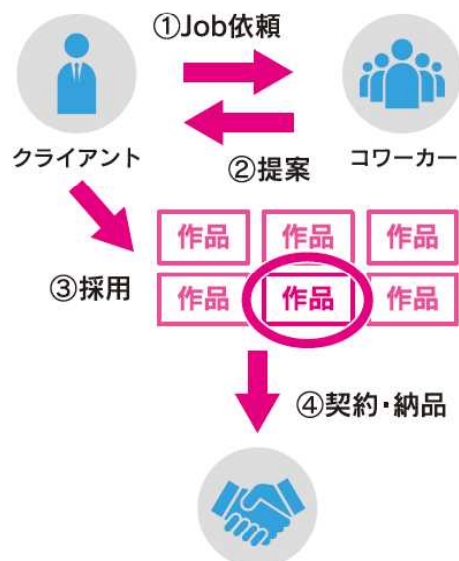 ①Job依頼
クライアント
コワーカー
②提案
③採用
作品 作品 作品
作品 作品 作品
④契約・納品